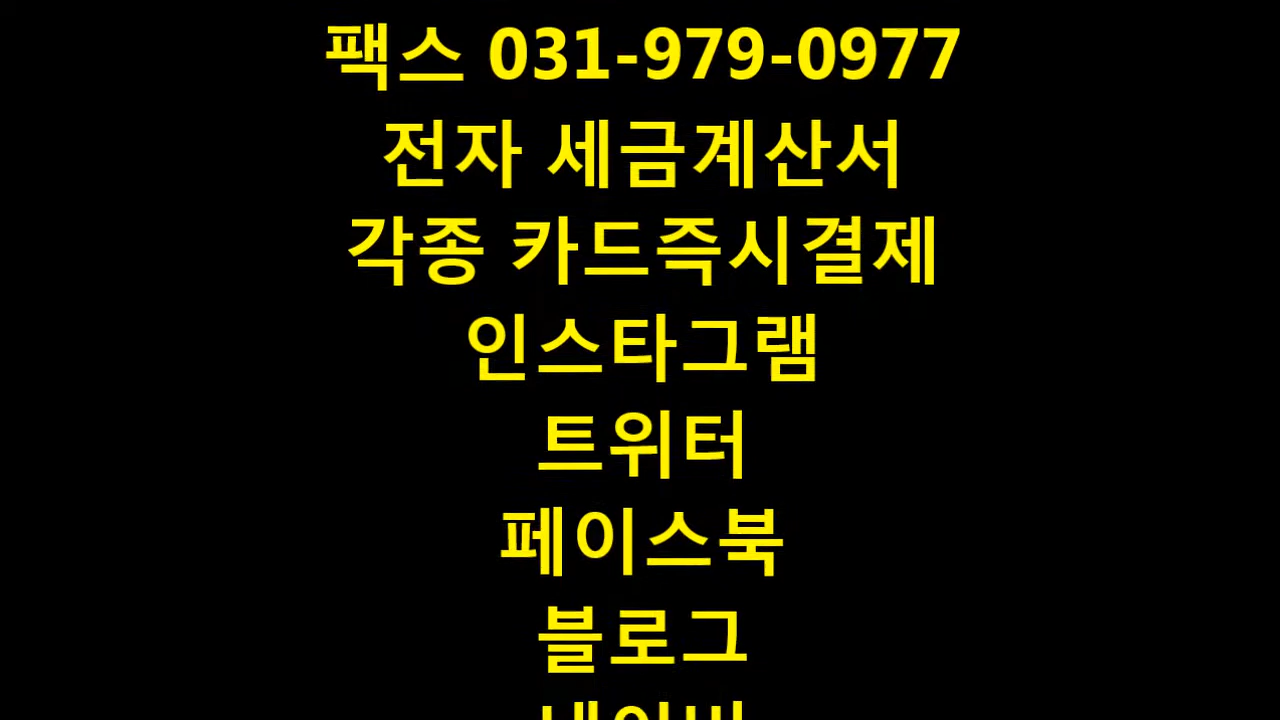 팩스 031-979-0977
전자 세금계산서
각종 카드즉시결제
인스타그램
트위터
페이스북
블로그